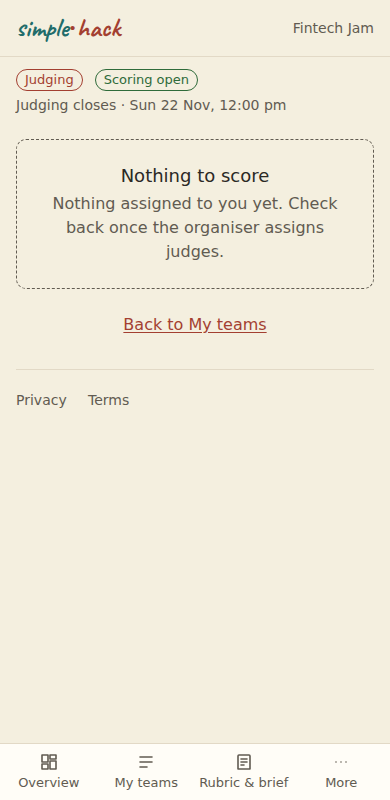 simple·hack
Fintech Jam
Judging
Scoring open
Judging closes · Sun 22 Nov, 12:00 pm
Nothing to score
Nothing assigned to you yet. Check
back once the organiser assigns
judges.
Back to My teams
Privacy
Terms
Overview
My teams
Rubric & brief
More